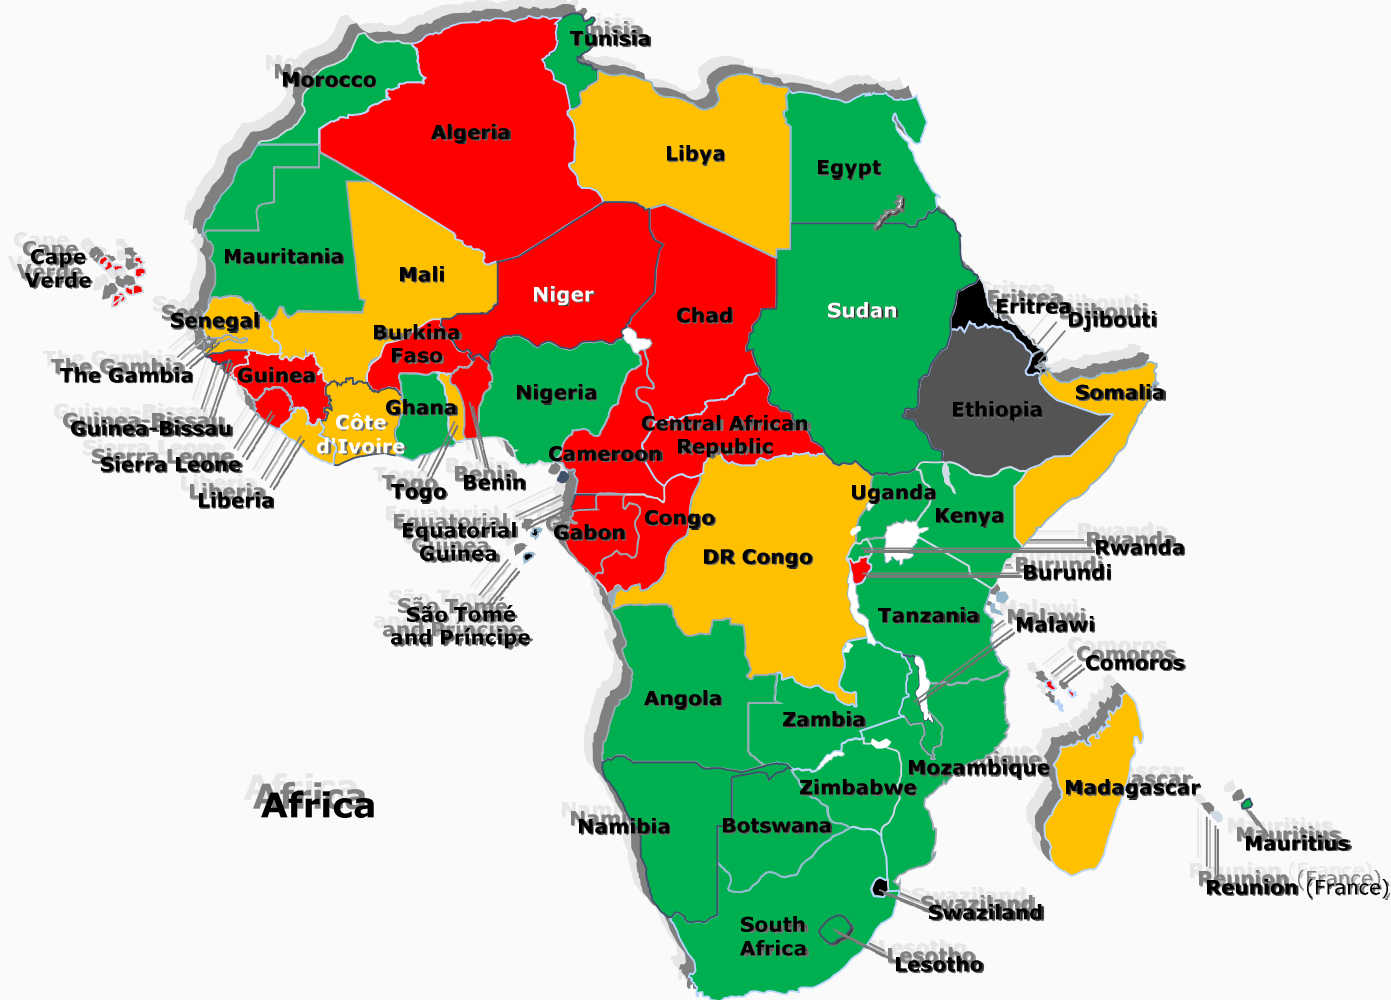 Tunisia
Morocco
Algeria
Libya
Egypt
Mauritania
Cape
Verde
Mali
Niger
Chad
Sudan
Eritrea
Djibouti
Senegal
Burkina
Faso
The Gambia
Guinea
Nigeria
Somalia
Ethiopia
Ghana
Côte
d'Ivoire
Guinea-Bissau
Central African
Republic
Sierra Leone
Cameroon
Benin
Togo
Liberia
Uganda
Kenya
Congo
Equatorial
Guinea
Gabon
Rwanda
DR Congo
Burundi
São Tomé
and Príncipe
Tanzania
Malawi
Comoros
Angola
Zambia
Mozambique
Zimbabwe
Madagascar
Africa
Namibia
Botswana
Mauritius
Reunion (France)
Swaziland
South
Africa
Lesotho